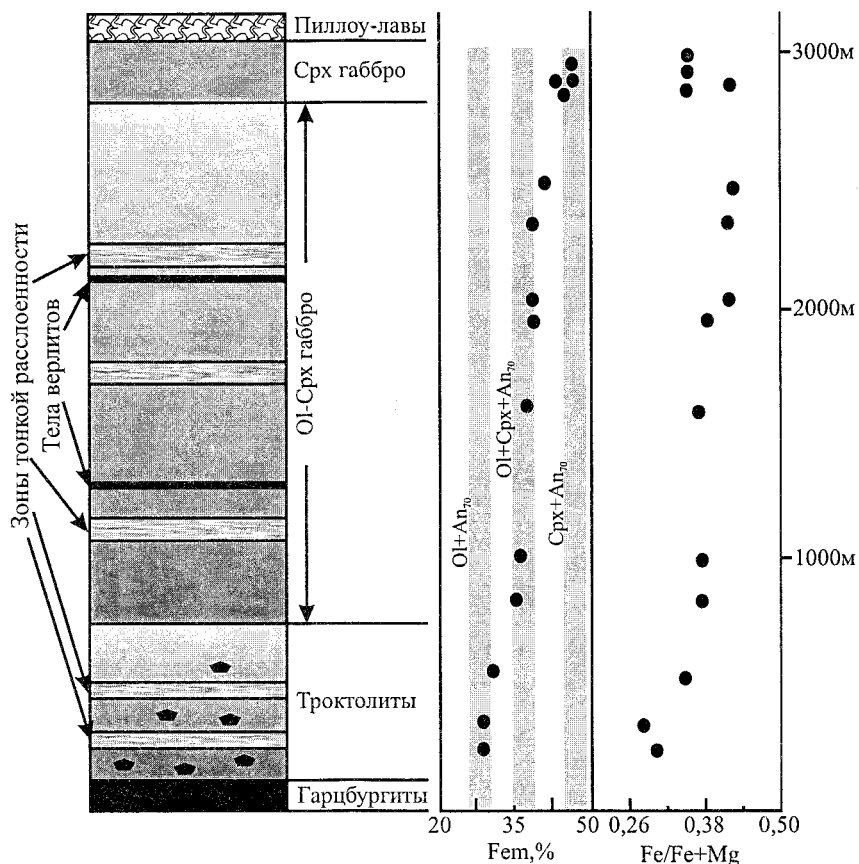 Пиллоу-лавы
Cpx габбро
Ol-Cpx габбро
Троктолиты
Гарцбургиты
Зоны тонкой расслоенности
Тела верлитов
Ol+An₇₀
Ol+Cpx+An₇₀
Cpx+An₇₀
3000м
2000м
1000м
20 35 50
Fem,%
0,26 0,38 0,50
Fe/Fe+Mg